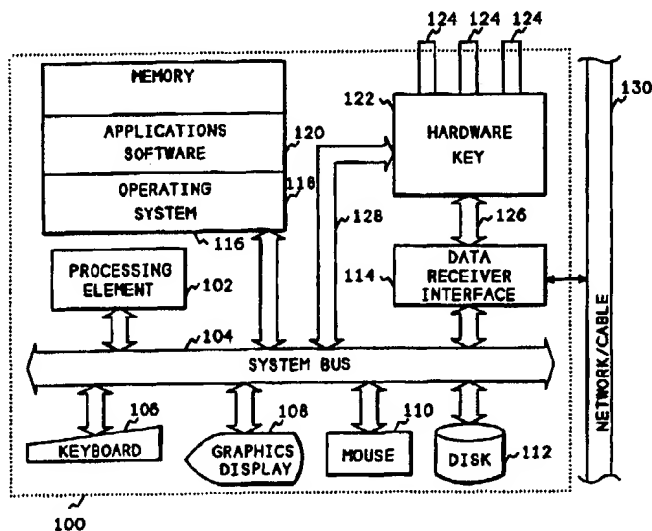 124 124 124
MEMORY
122
130
APPLICATIONS
SOFTWARE
120
HARDWARE
KEY
OPERATING
SYSTEM
118
116
128
126
PROCESSING
ELEMENT
102
114
DATA
RECEIVER
INTERFACE
104
SYSTEM BUS
NETWORK/CABLE
106
KEYBOARD
108
GRAPHICS
DISPLAY
110
MOUSE
DISK
112
100